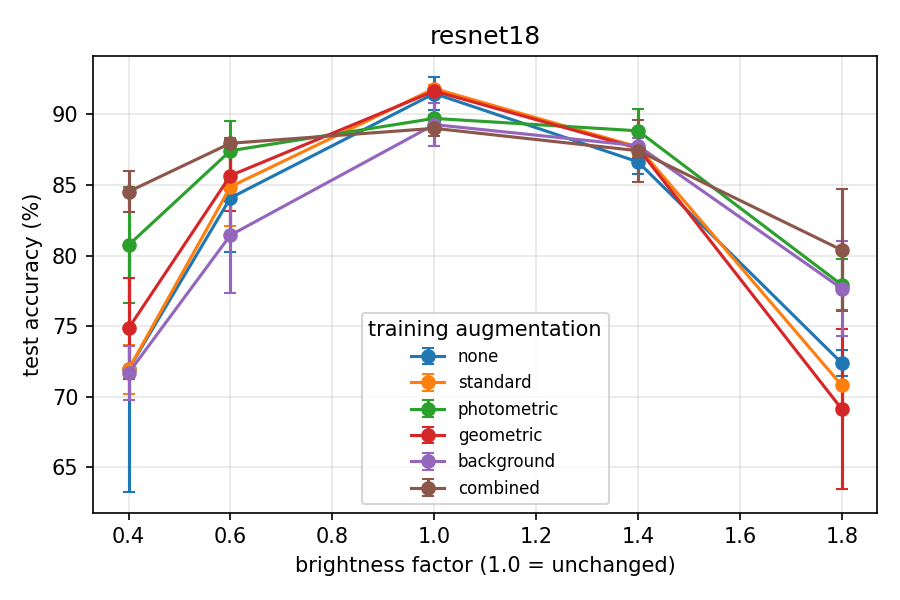 resnet18
test accuracy (%)
90
85
80
75
70
65
training augmentation
none
standard
photometric
geometric
background
combined
0.4 0.6 0.8 1.0 1.2 1.4 1.6 1.8
brightness factor (1.0 = unchanged)